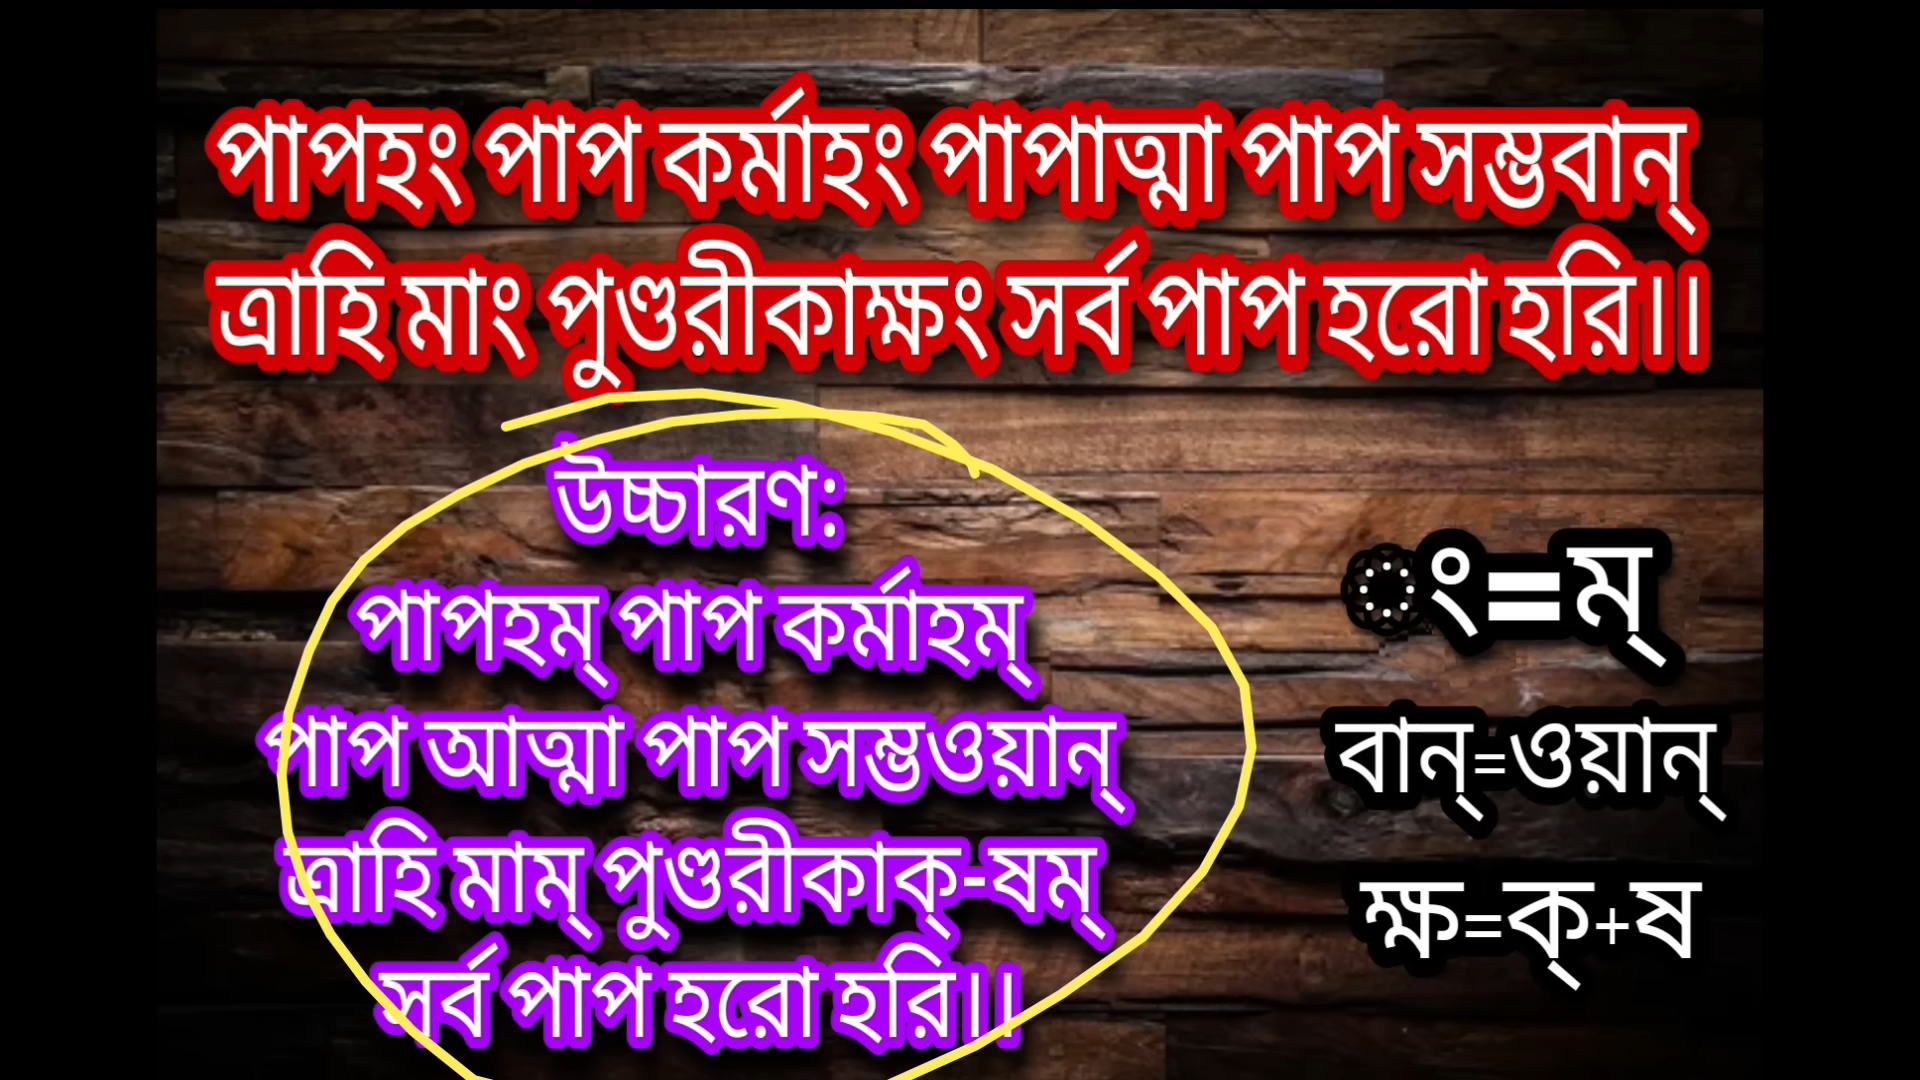 পাপহং পাপ কর্মাহং পাপাত্মা পাপ সম্ভবান্
ত্রাহি মাং পুণ্ডরীকাক্ষং সর্ব পাপ হরো হরি।।
উচ্চারণ:
পাপহম্ পাপ কর্মাহম্
পাপ আত্মা পাপ সম্ভওয়ান্
ত্রাহি মাম্ পুণ্ডরীকাক্-ষম্
সর্ব পাপ হরো হরি।।
ং=ম্
বান্=ওয়ান্
ক্ষ=ক্+ষ